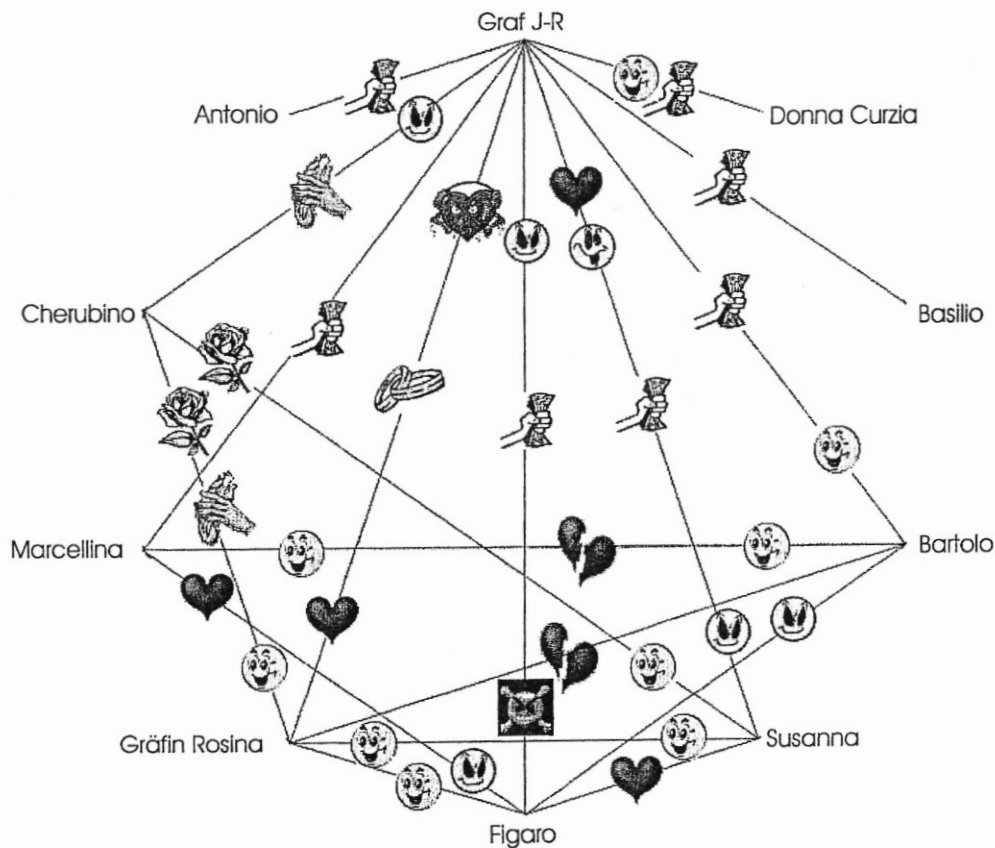 Graf J-R
Antonio
Donna Curzia
Cherubino
Basilio
Marcellina
Bartolo
Gräfin Rosina
Susanna
Figaro